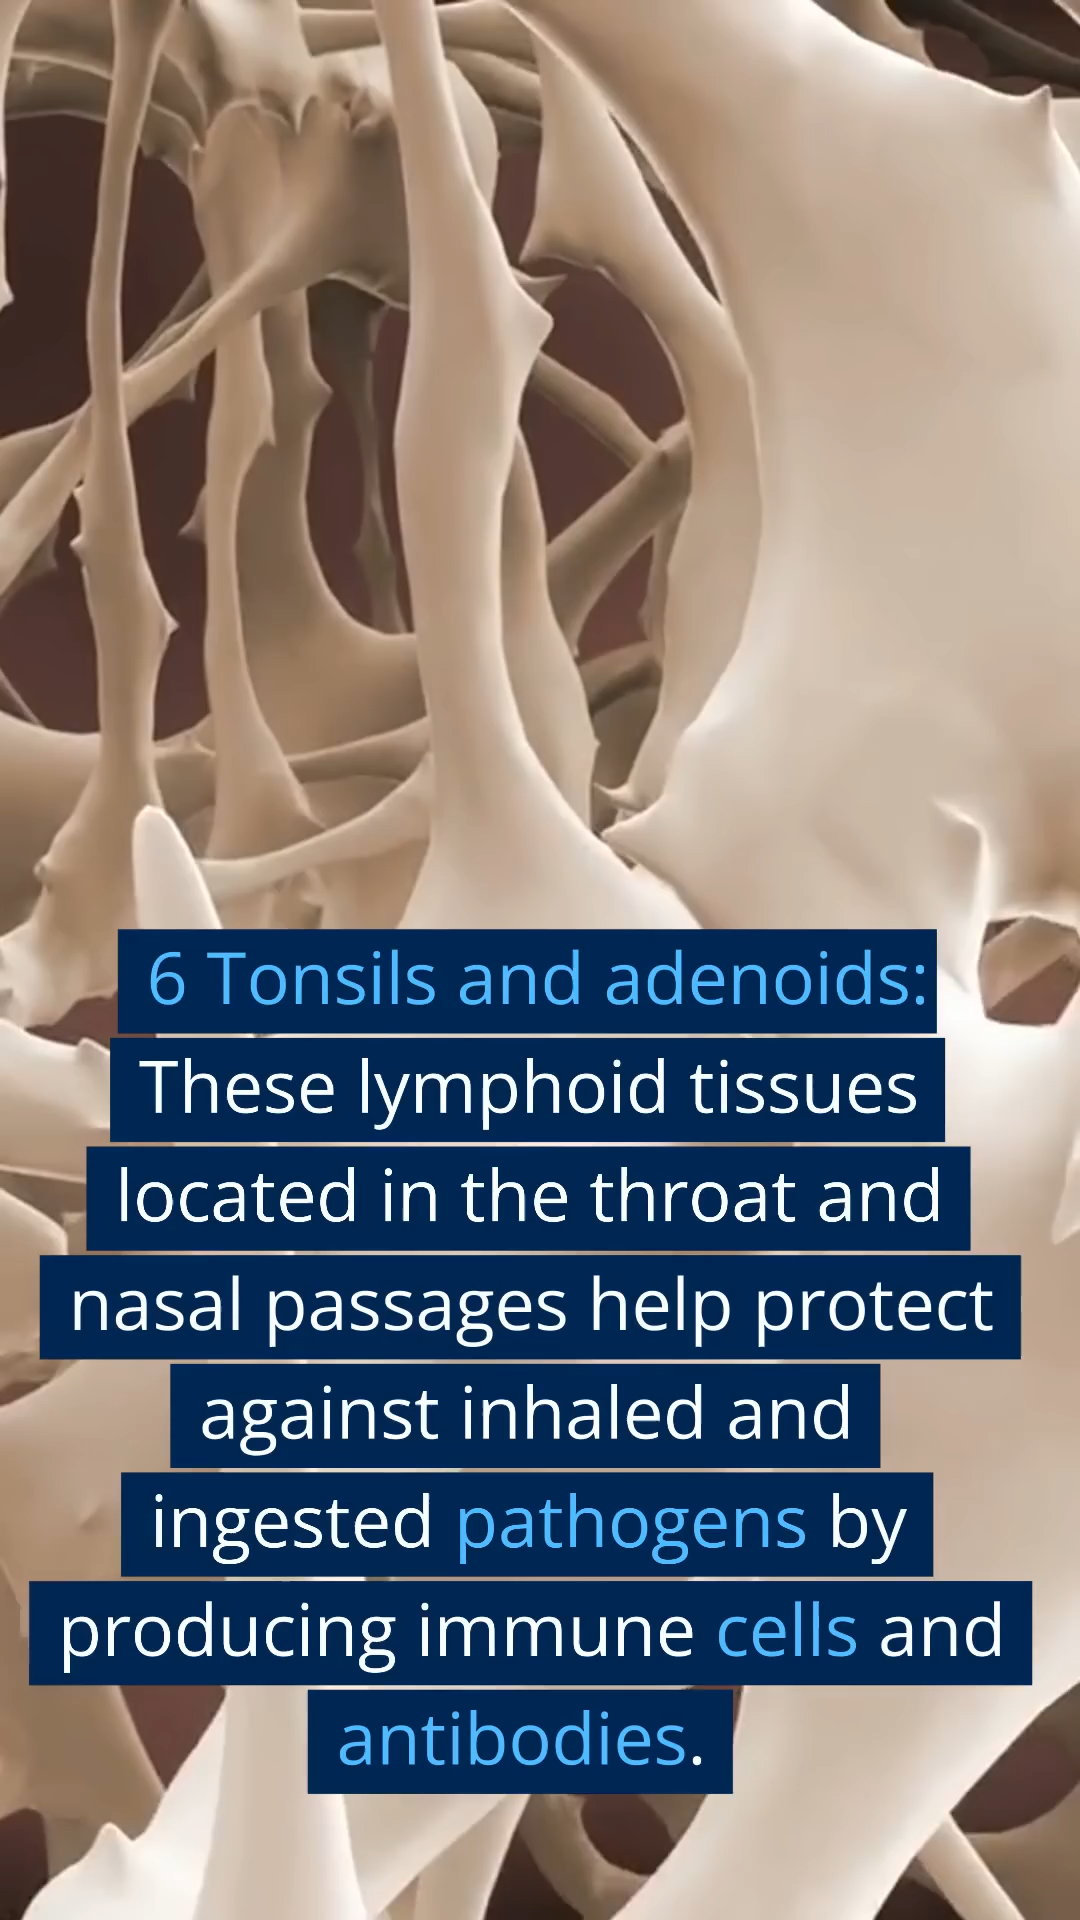 6 Tonsils and adenoids:
These lymphoid tissues
located in the throat and
nasal passages help protect
against inhaled and
ingested pathogens by
producing immune cells and
antibodies.